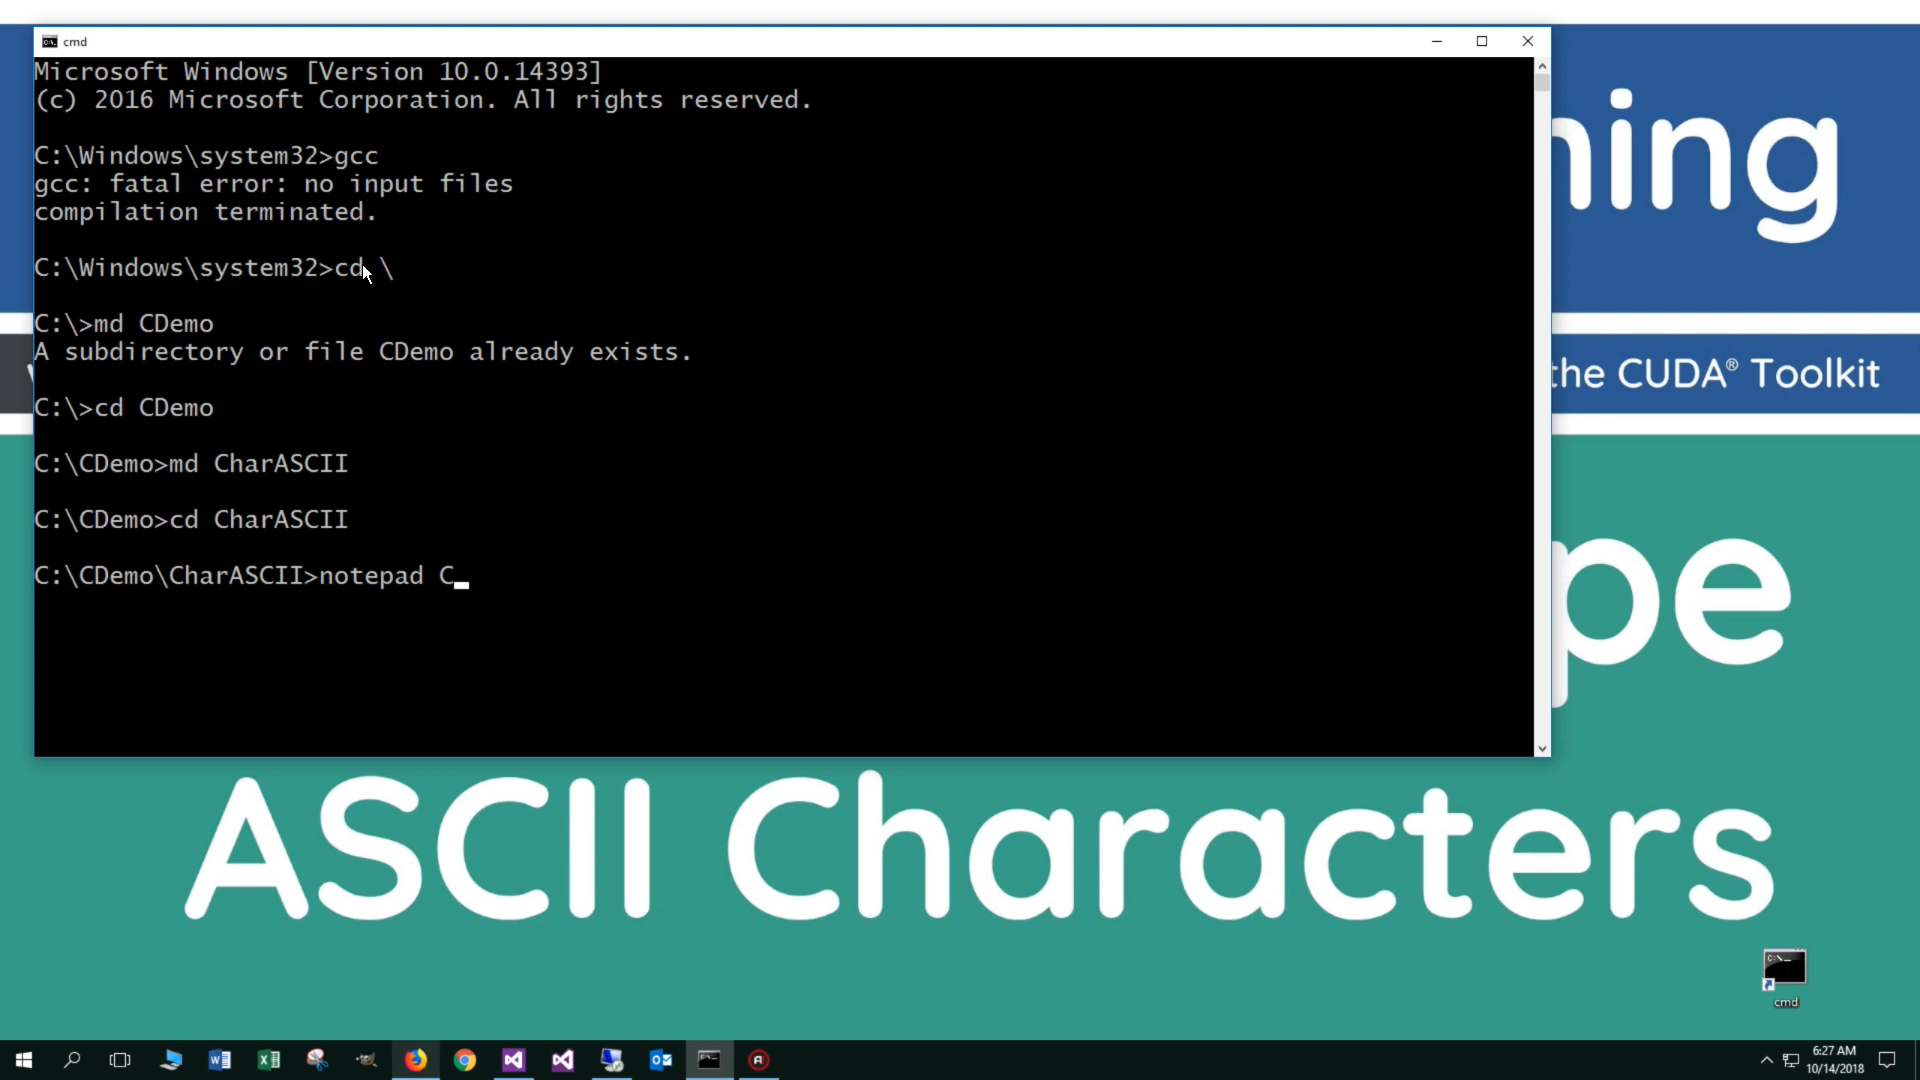 cmd
Microsoft Windows [Version 10.0.14393]
(c) 2016 Microsoft Corporation. All rights reserved.
C:\Windows\system32>gcc
gcc: fatal error: no input files
compilation terminated.
C:\Windows\system32>cd \
C:\>md CDemo
A subdirectory or file CDemo already exists.
C:\>cd CDemo
C:\CDemo>md CharASCII
C:\CDemo>cd CharASCII
C:\CDemo\CharASCII>notepad C
ning
the CUDA® Toolkit
pe
ASCII Characters
cmd
6:27 AM
10/14/2018